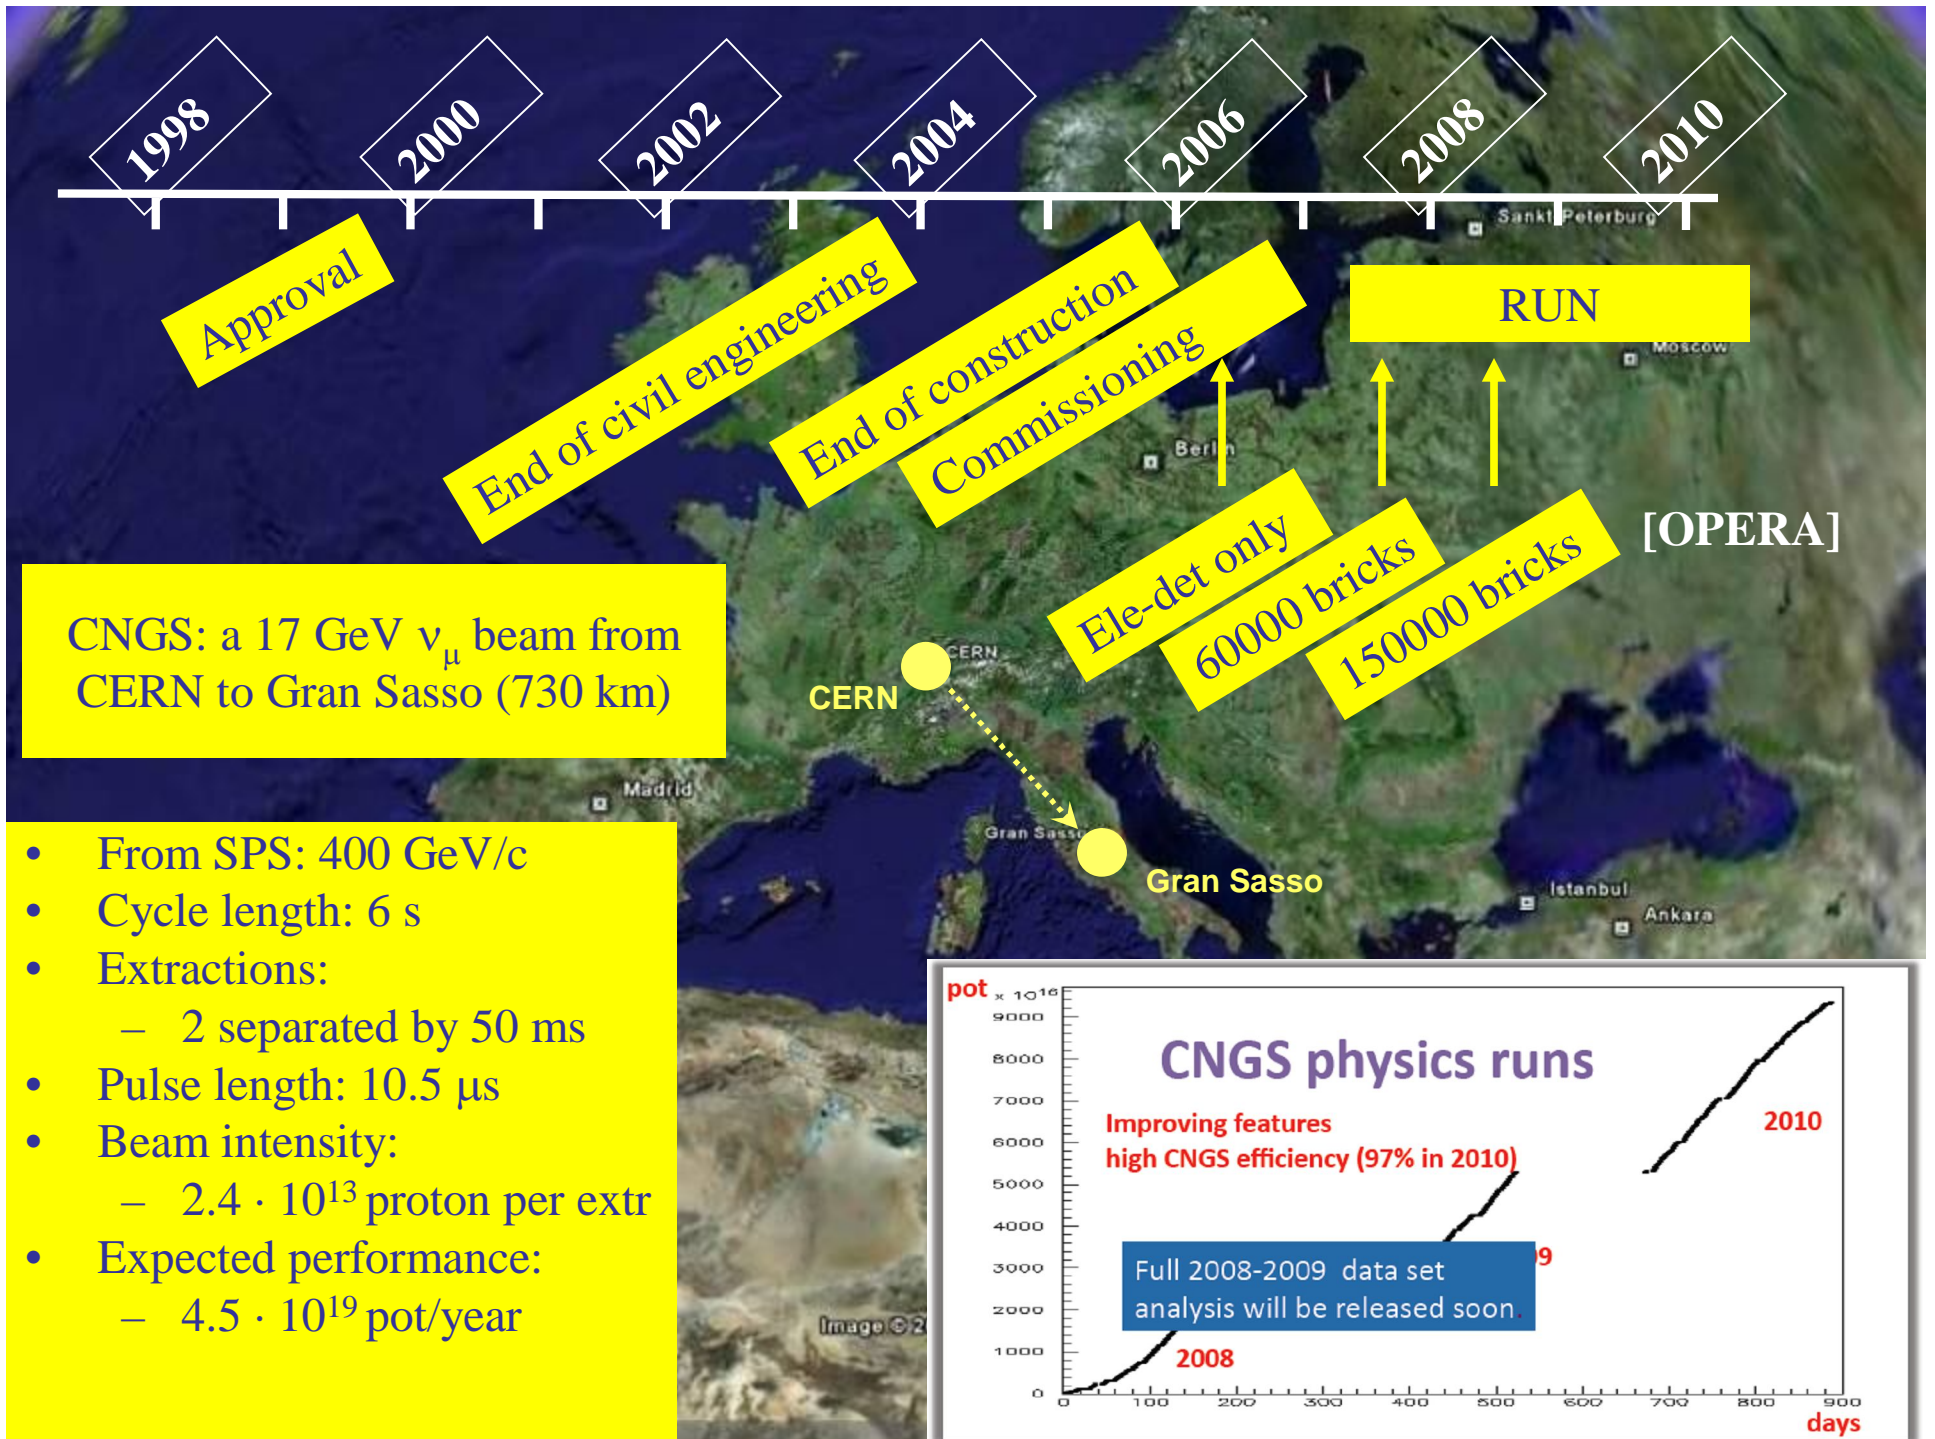 1998
2000
2002
2004
2006
2008
2010
Approval
End of civil engineering
End of construction
Commissioning
RUN
Ele-det only
60000 bricks
150000 bricks
[OPERA]
Sankt Peterburg
Moscow
Berlin
CERN
CERN
Madrid
Gran Sasso
Gran Sasso
Istanbul
Ankara
CNGS: a 17 GeV νμ beam from
CERN to Gran Sasso (730 km)
• From SPS: 400 GeV/c
• Cycle length: 6 s
• Extractions:
– 2 separated by 50 ms
• Pulse length: 10.5 μs
• Beam intensity:
– 2.4 · 10¹³ proton per extr
• Expected performance:
– 4.5 · 10¹⁹ pot/year
Image © 2
pot x 10¹⁶
9000
8000
7000
6000
5000
4000
3000
2000
1000
0
CNGS physics runs
Improving features
high CNGS efficiency (97% in 2010)
2010
09
Full 2008-2009 data set
analysis will be released soon.
2008
0 100 200 300 400 500 600 700 800 900
days